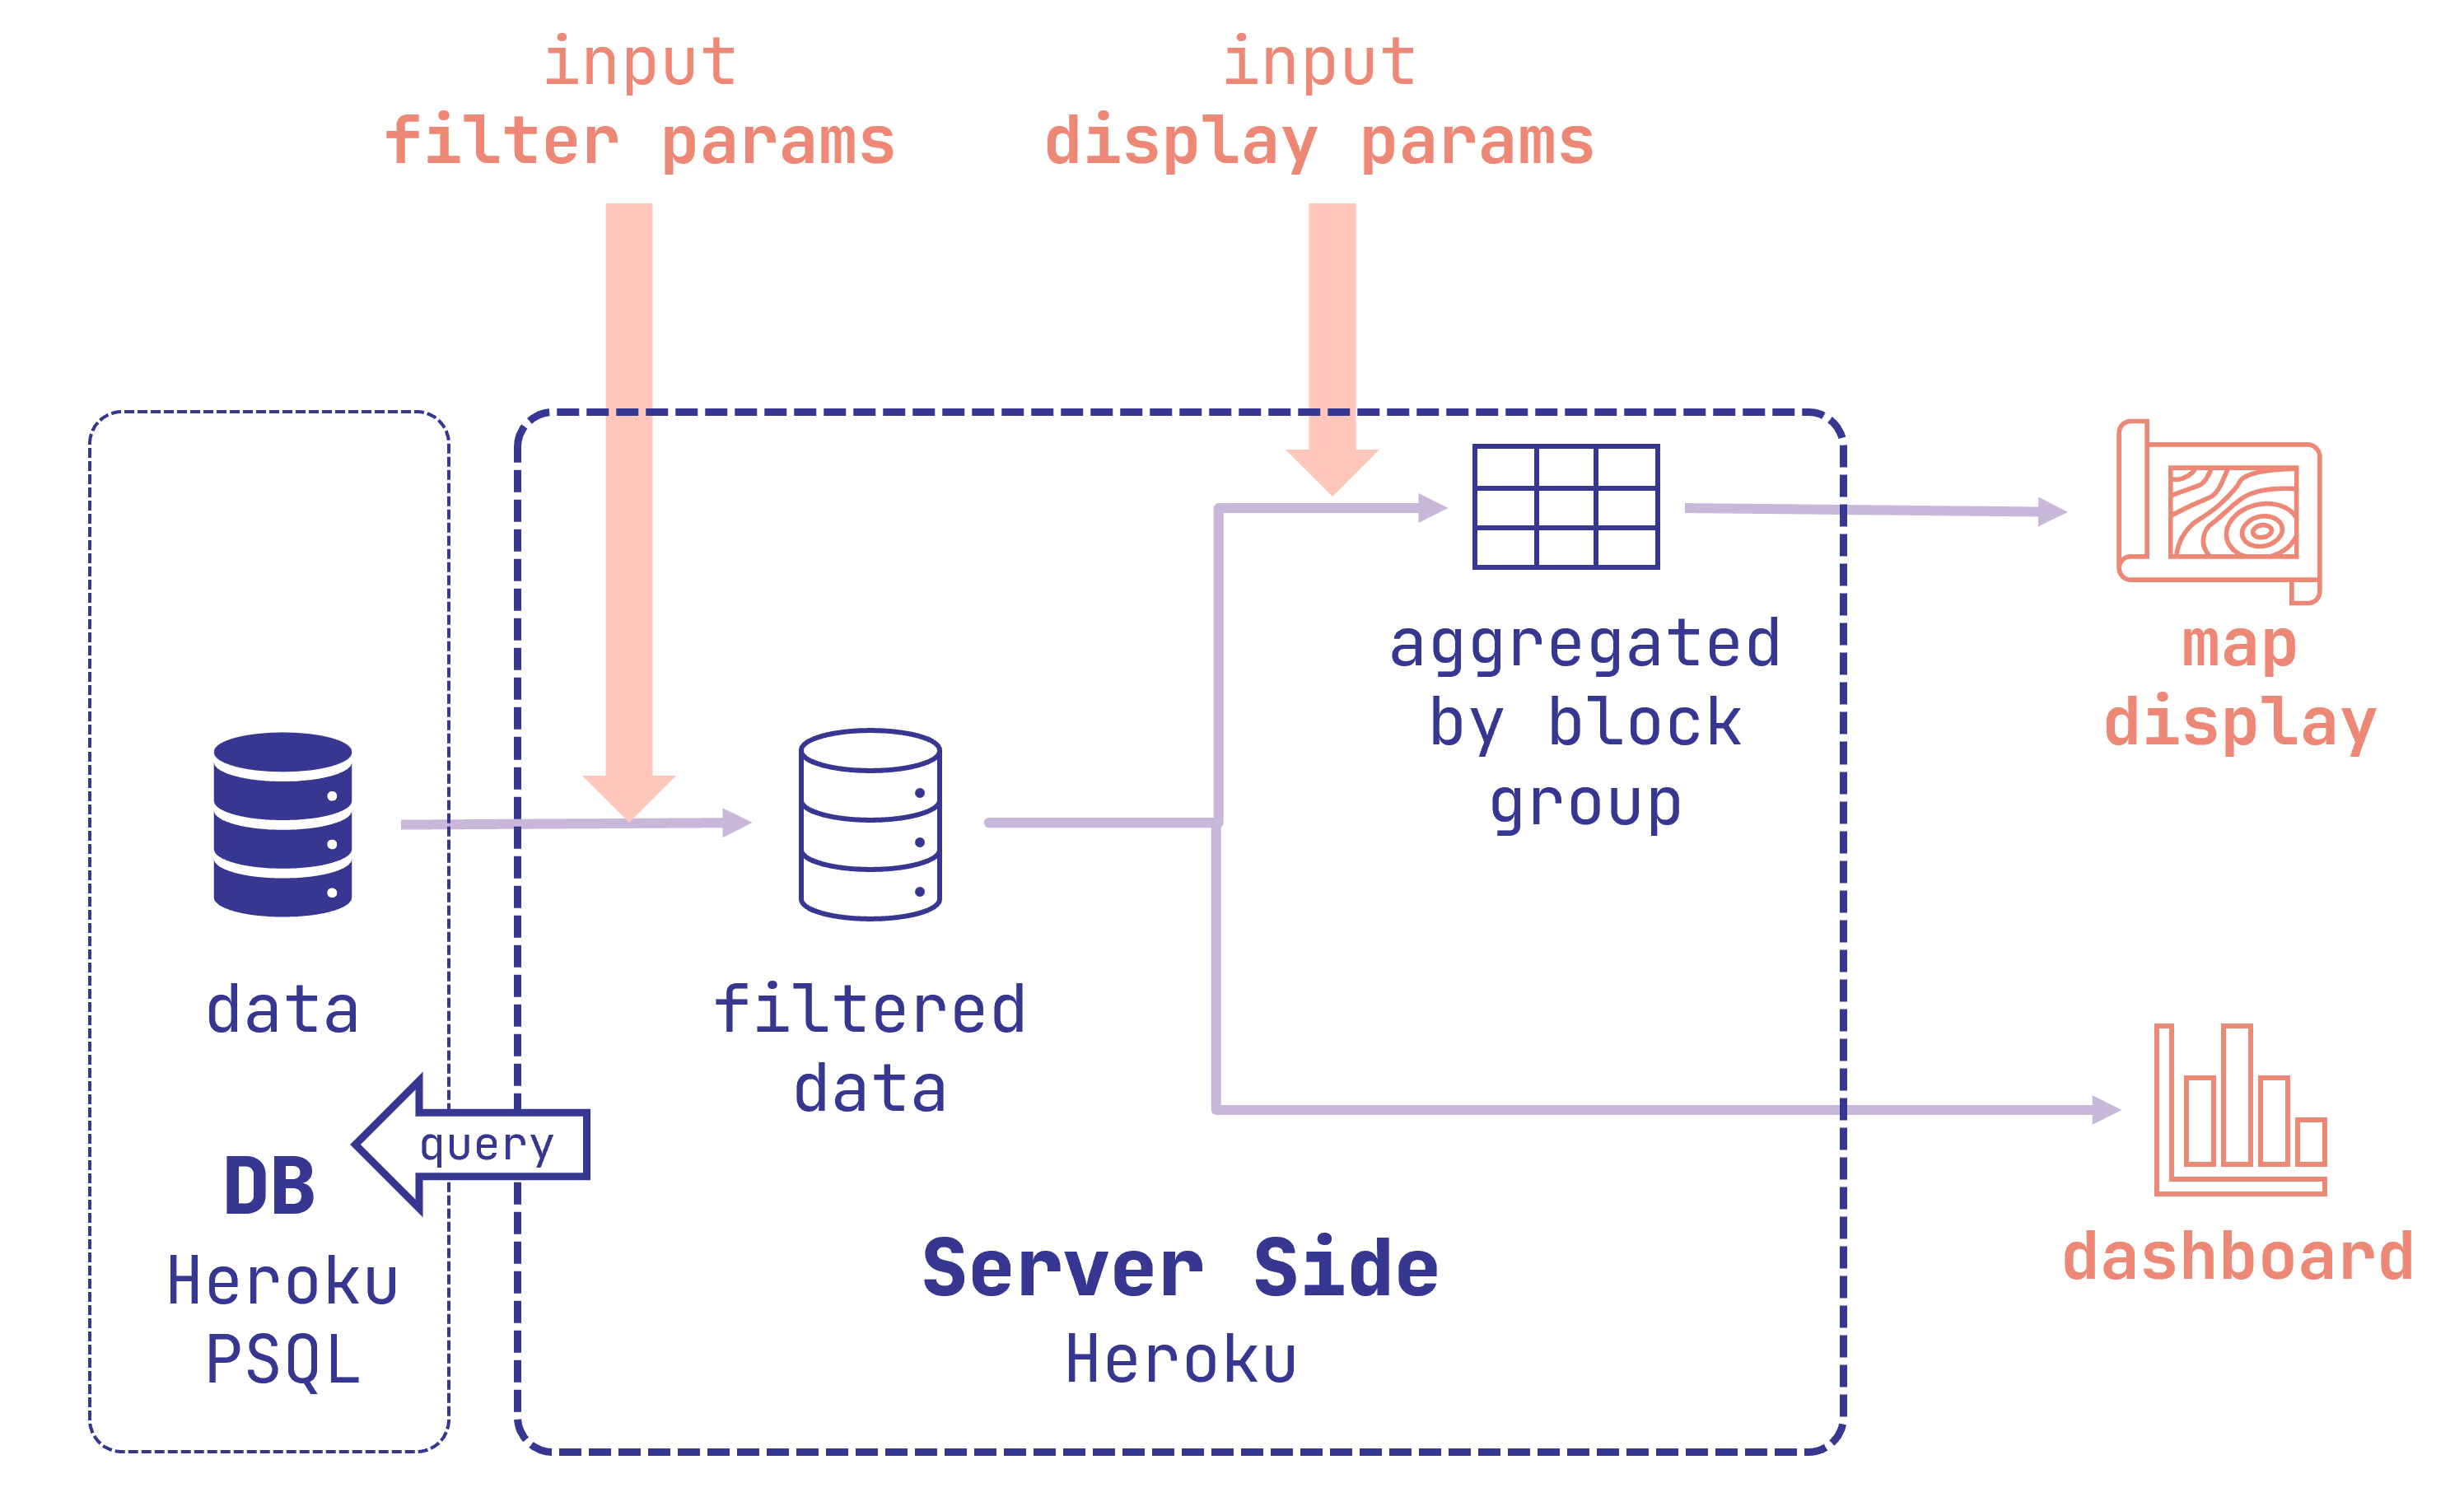 input
filter params
input
display params
data
DB
Heroku
PSQL
query
filtered
data
aggregated
by block
group
Server Side
Heroku
map
display
dashboard